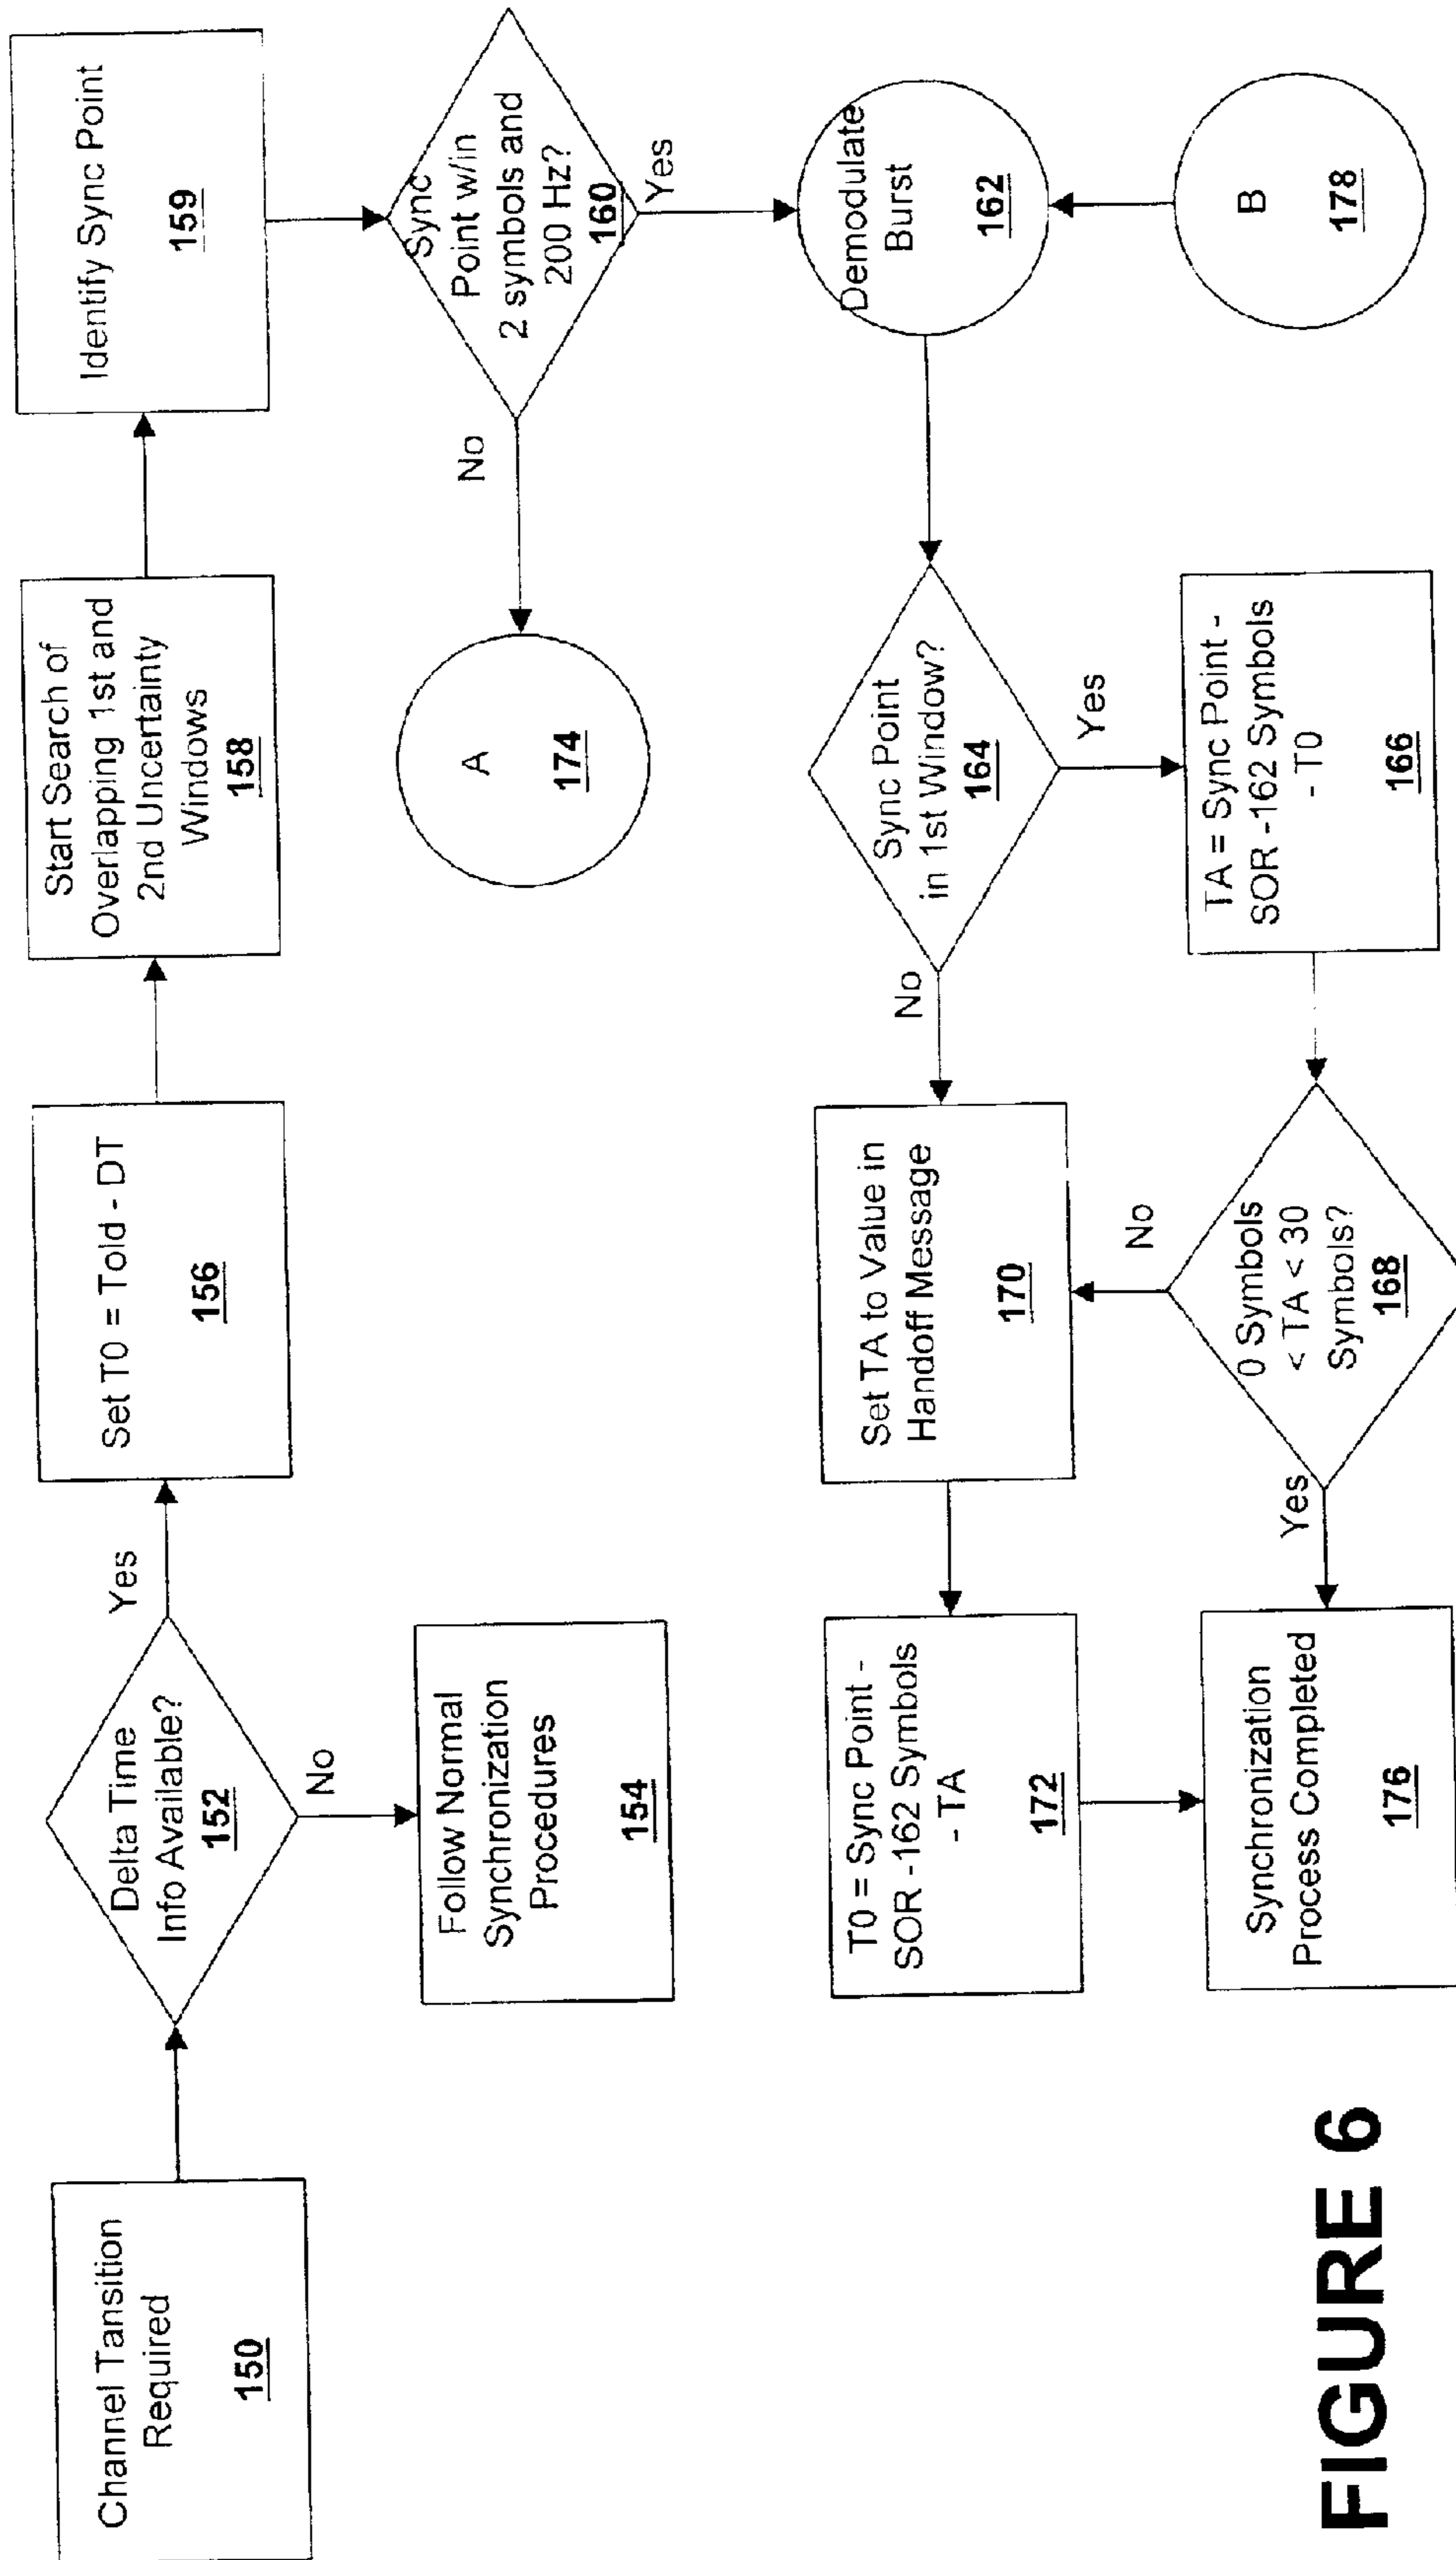 Channel Tansition
Required
150
Delta Time
Info Available?
152
Yes
No
Follow Normal
Synchronization
Procedures
154
Set T0 = Told - DT
156
Start Search of
Overlapping 1st and
2nd Uncertainty
Windows
158
Identify Sync Point
159
Sync
Point w/in
2 symbols and
200 Hz?
160
No
Yes
A
174
Demodulate
Burst
162
B
178
Sync Point
in 1st Window?
164
No
Yes
TA = Sync Point -
SOR -162 Symbols
- T0
166
0 Symbols
< TA < 30
Symbols?
168
No
Yes
Set TA to Value in
Handoff Message
170
T0 = Sync Point -
SOR -162 Symbols
- TA
172
Synchronization
Process Completed
176
FIGURE 6